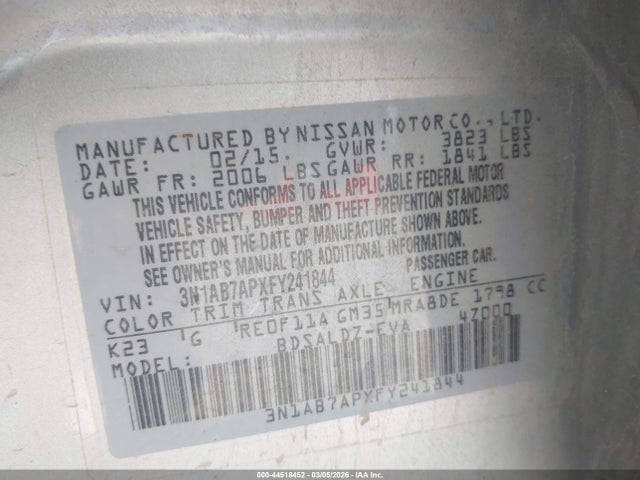 MANUFACTURED BY NISSAN MOTOR CO., LTD.
DATE: 02/15. GVWR: 3823 LBS
GAWR FR: 2006 LBS GAWR RR: 1841 LBS
THIS VEHICLE CONFORMS TO ALL APPLICABLE FEDERAL MOTOR
VEHICLE SAFETY, BUMPER AND THEFT PREVENTION STANDARDS
IN EFFECT ON THE DATE OF MANUFACTURE SHOWN ABOVE.
SEE OWNER'S MANUAL FOR ADDITIONAL INFORMATION.
VIN: 3N1AB7APXFY241844 PASSENGER CAR.
COLOR TRIM TRANS AXLE ENGINE
K23 G RE0F11A GM35 MRA8DE 1798 CC
MODEL: BDSALDZ-EVA 47000
3N1AB7APXFY241844
000-44518452 - 03/05/2026 - IAA Inc.